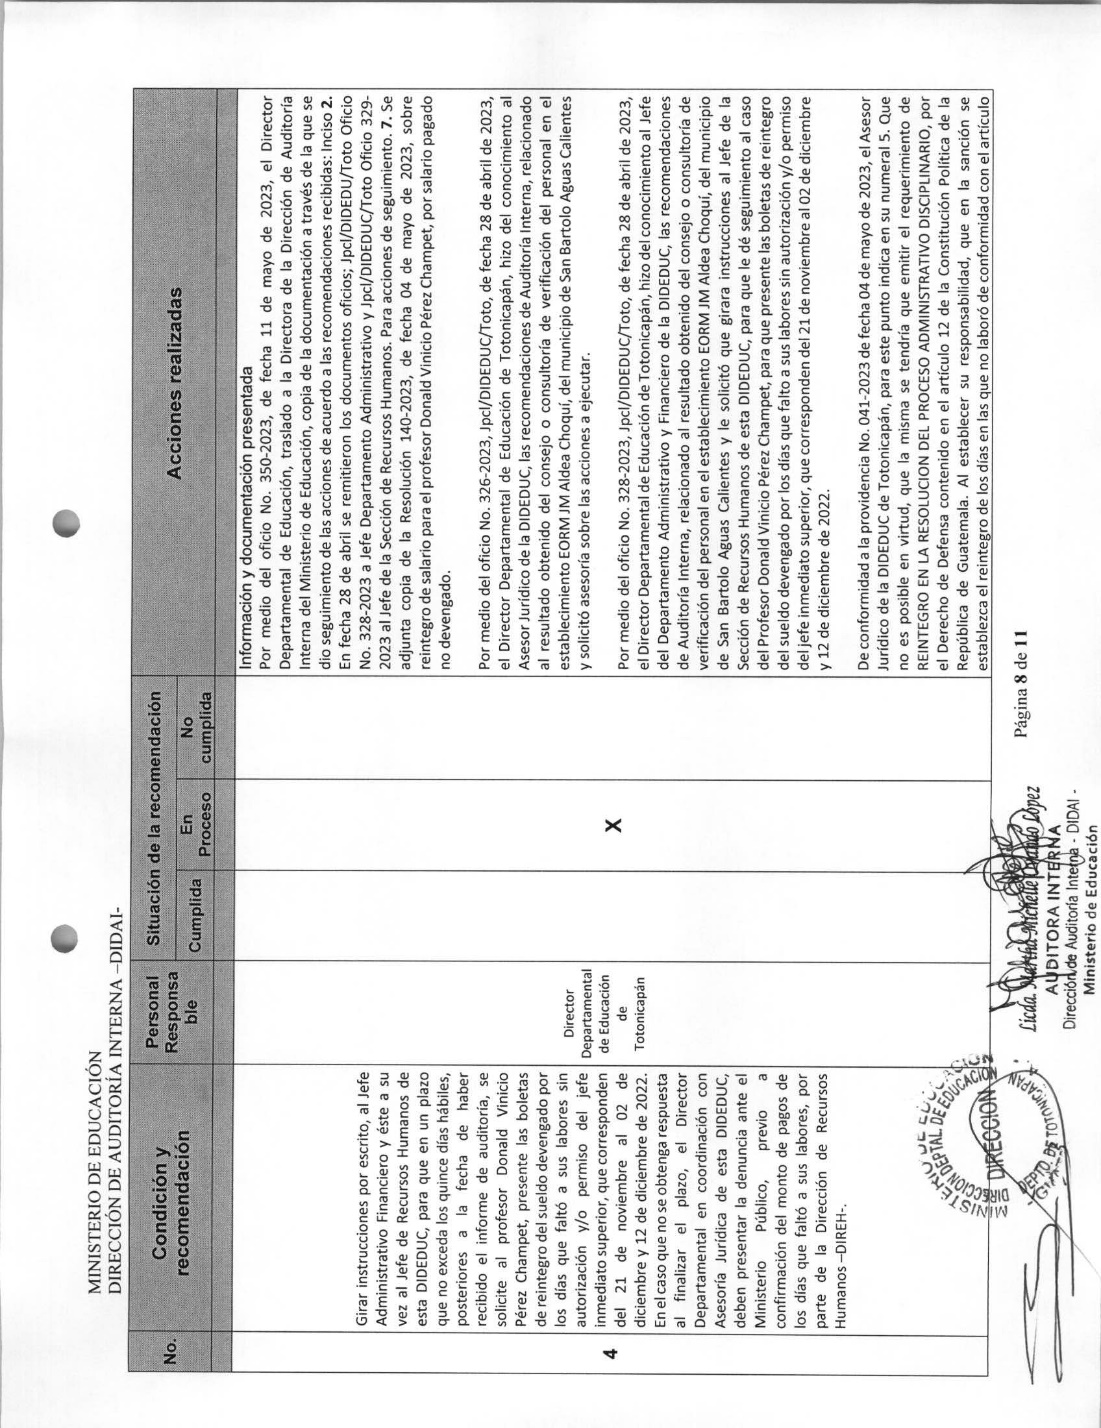 MINISTERIO DE EDUCACIÓN
DIRECCIÓN DE AUDITORÍA INTERNA –DIDAI-
No.
Condición y
recomendación
Personal
Responsa
ble
Situación de la recomendación
Cumplida
En
Proceso
No
cumplida
Acciones realizadas
4
Girar instrucciones por escrito, al Jefe
Administrativo Financiero y éste a su
vez al Jefe de Recursos Humanos de
esta DIDEDUC, para que en un plazo
que no exceda los quince días hábiles,
posteriores a la fecha de haber
recibido el informe de auditoría, se
solicite al profesor Donald Vinicio
Pérez Champet, presente las boletas
de reintegro del sueldo devengado por
los días que faltó a sus labores sin
autorización y/o permiso del jefe
inmediato superior, que corresponden
del 21 de noviembre al 02 de
diciembre y 12 de diciembre de 2022.
En el caso que no se obtenga respuesta
al finalizar el plazo, el Director
Departamental en coordinación con
Asesoría Jurídica de esta DIDEDUC,
deben presentar la denuncia ante el
Ministerio Público, previo a
confirmación del monto de pagos de
los días que faltó a sus labores, por
parte de la Dirección de Recursos
Humanos –DIREH-.
Director
Departamental
de Educación
de
Totonicapán
X
Información y documentación presentada
Por medio del oficio No. 350-2023, de fecha 11 de mayo de 2023, el Director
Departamental de Educación, traslado a la Directora de la Dirección de Auditoría
Interna del Ministerio de Educación, copia de la documentación a través de la que se
dio seguimiento de las acciones de acuerdo a las recomendaciones recibidas: Inciso 2.
En fecha 28 de abril se remitieron los documentos oficios; Jpcl/DIDEDU/Toto Oficio
No. 328-2023 a Jefe Departamento Administrativo y Jpcl/DIDEDUC/Toto Oficio 329-
2023 al Jefe de la Sección de Recursos Humanos. Para acciones de seguimiento. 7. Se
adjunta copia de la Resolución 140-2023, de fecha 04 de mayo de 2023, sobre
reintegro de salario para el profesor Donald Vinicio Pérez Champet, por salario pagado
no devengado.
Por medio del oficio No. 326-2023, Jpcl/DIDEDUC/Toto, de fecha 28 de abril de 2023,
el Director Departamental de Educación de Totonicapán, hizo del conocimiento al
Asesor Jurídico de la DIDEDUC, las recomendaciones de Auditoría Interna, relacionado
al resultado obtenido del consejo o consultoría de verificación del personal en el
establecimiento EORM JM Aldea Choquí, del municipio de San Bartolo Aguas Calientes
y solicitó asesoría sobre las acciones a ejecutar.
Por medio del oficio No. 328-2023, Jpcl/DIDEDUC/Toto, de fecha 28 de abril de 2023,
el Director Departamental de Educación de Totonicapán, hizo del conocimiento al Jefe
del Departamento Administrativo y Financiero de la DIDEDUC, las recomendaciones
de Auditoría Interna, relacionado al resultado obtenido del consejo o consultoría de
verificación del personal en el establecimiento EORM JM Aldea Choquí, del municipio
de San Bartolo Aguas Calientes y le solicitó que girara instrucciones al Jefe de la
Sección de Recursos Humanos de esta DIDEDUC, para que le dé seguimiento al caso
del Profesor Donald Vinicio Pérez Champet, para que presente las boletas de reintegro
del sueldo devengado por los días que falto a sus labores sin autorización y/o permiso
del jefe inmediato superior, que corresponden del 21 de noviembre al 02 de diciembre
y 12 de diciembre de 2022.
De conformidad a la providencia No. 041-2023 de fecha 04 de mayo de 2023, el Asesor
Jurídico de la DIDEDUC de Totonicapán, para este punto indica en su numeral 5. Que
no es posible en virtud, que la misma se tendría que emitir el requerimiento de
REINTEGRO EN LA RESOLUCION DEL PROCESO ADMINISTRATIVO DISCIPLINARIO, por
el Derecho de Defensa contenido en el artículo 12 de la Constitución Política de la
República de Guatemala. Al establecer su responsabilidad, que en la sanción se
establezca el reintegro de los días en las que no laboró de conformidad con el artículo
Página 8 de 11
MINISTERIO DE EDUCACION
DIRECCION DEPTAL DE EDUCACION
DIRECCION
DEPTO. DE TOTONICAPAN
Licda. Martha Michelle López
AUDITORA INTERNA
Dirección de Auditoría Interna - DIDAI -
Ministerio de Educación